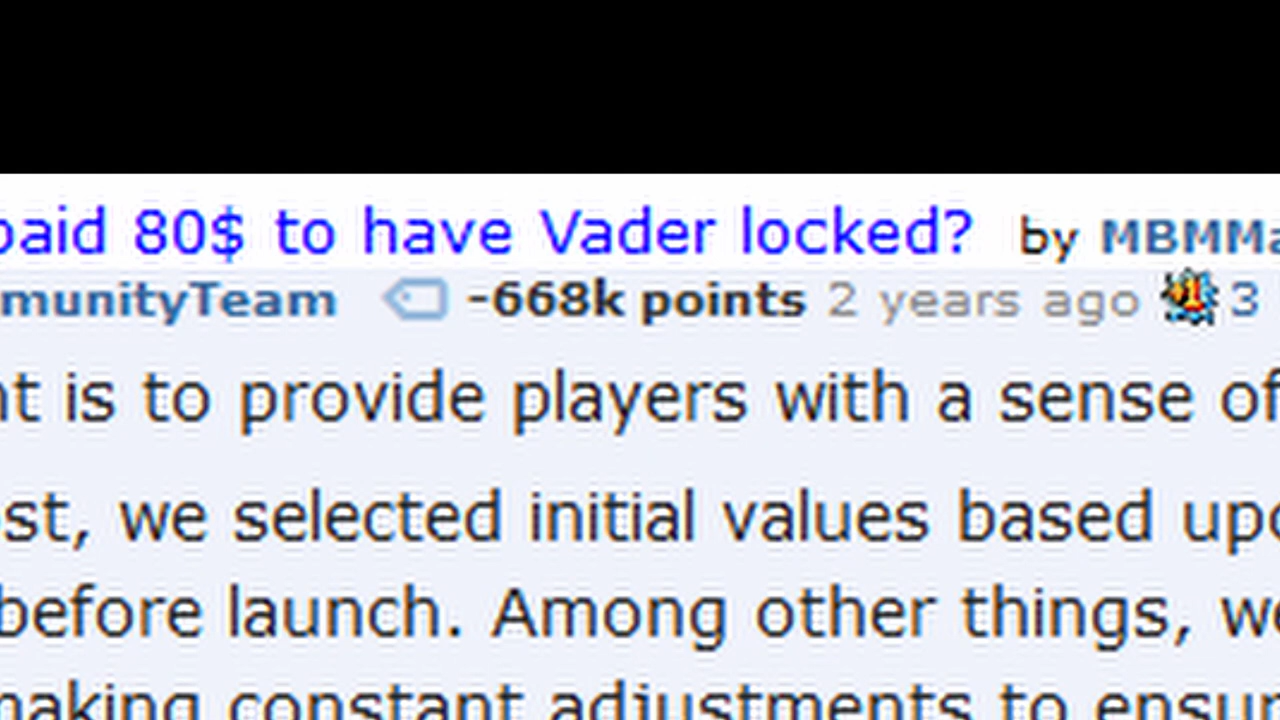 paid 80$ to have Vader locked? by MBMMa
munityTeam -668k points 2 years ago 3
nt is to provide players with a sense of
st, we selected initial values based upo
before launch. Among other things, we
making constant adjustments to ensur